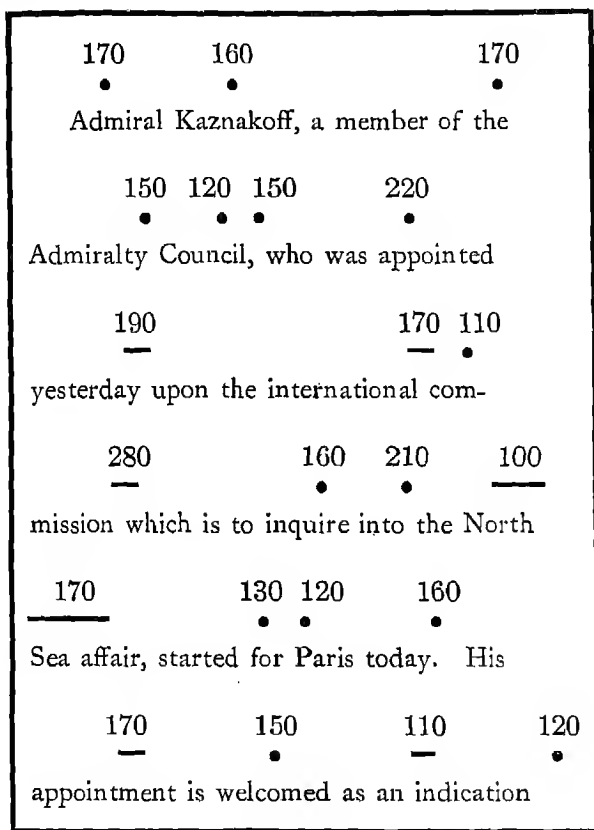 170 160 170
Admiral Kaznakoff, a member of the
150 120 150 220
Admiralty Council, who was appointed
190 170 110
yesterday upon the international com-
280 160 210 100
mission which is to inquire into the North
170 130 120 160
Sea affair, started for Paris today. His
170 150 110 120
appointment is welcomed as an indication